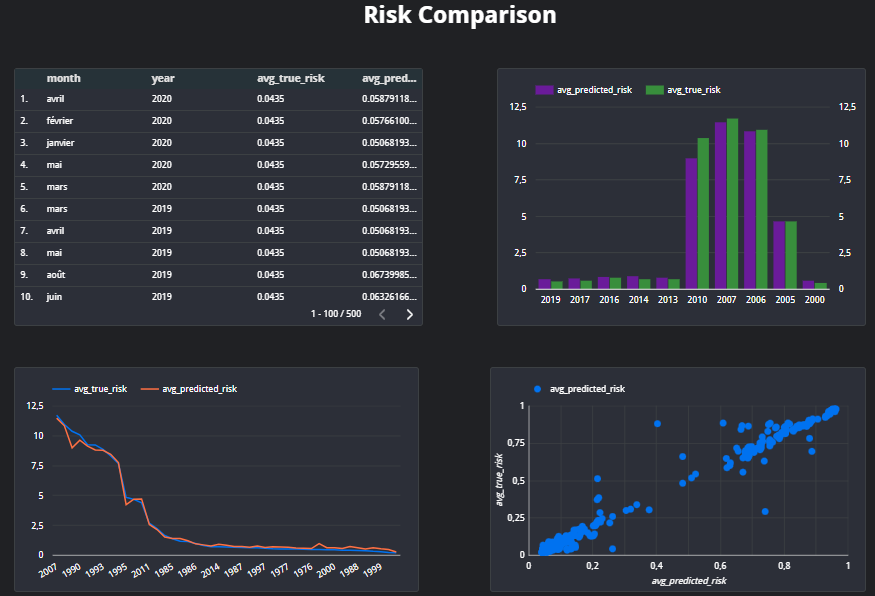 Risk Comparison
month year avg_true_risk avg_pred...
1. avril 2020 0.0435 0.05879118...
2. février 2020 0.0435 0.05766100...
3. janvier 2020 0.0435 0.05068193...
4. mai 2020 0.0435 0.05729559...
5. mars 2020 0.0435 0.05879118...
6. mars 2019 0.0435 0.05068193...
7. avril 2019 0.0435 0.05068193...
8. mai 2019 0.0435 0.05068193...
9. août 2019 0.0435 0.06739985...
10. juin 2019 0.0435 0.06326166...
1 - 100 / 500
avg_predicted_risk avg_true_risk
12,5 12,5
10 10
7,5 7,5
5 5
2,5 2,5
0 0
2019 2017 2016 2014 2013 2010 2007 2006 2005 2000
avg_true_risk avg_predicted_risk
12,5
10
7,5
5
2,5
0
2007 1990 1993 1995 2011 1985 1986 2014 1987 1997 1977 1976 2000 1988 1999
avg_predicted_risk
avg_true_risk
1
0,75
0,5
0,25
0
0 0,2 0,4 0,6 0,8 1
avg_predicted_risk